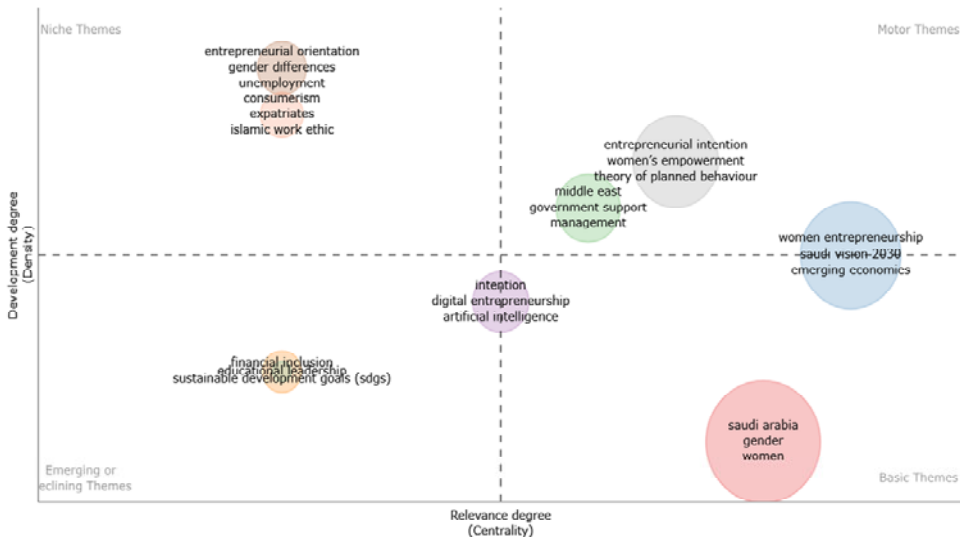 Niche Themes
Motor Themes
entrepreneurial orientation
gender differences
unemployment
consumerism
expatriates
islamic work ethic
entrepreneurial intention
women's empowerment
theory of planned behaviour
middle east
government support
management
women entrepreneurship
saudi vision 2030
emerging economies
intention
digital entrepreneurship
artificial intelligence
financial inclusion
educational leadership
sustainable development goals (sdgs)
saudi arabia
gender
women
Emerging or
eclining Themes
Basic Themes
Development degree
(Density)
Relevance degree
(Centrality)